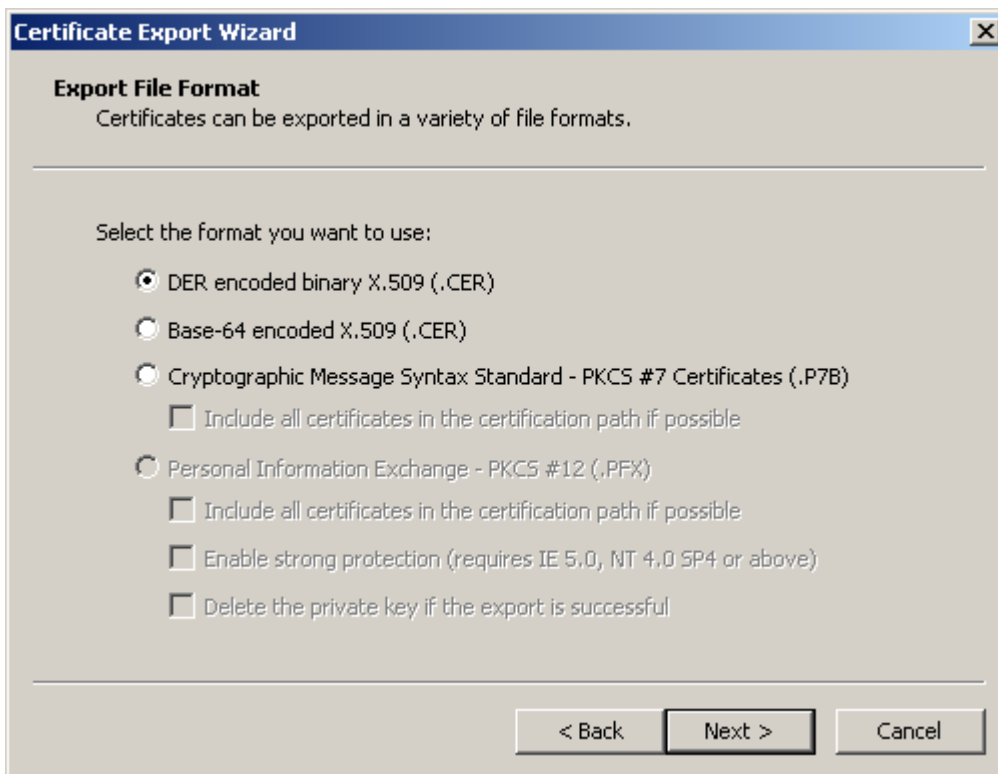 Certificate Export Wizard
Export File Format
Certificates can be exported in a variety of file formats.
Select the format you want to use:
DER encoded binary X.509 (.CER)
Base-64 encoded X.509 (.CER)
Cryptographic Message Syntax Standard - PKCS #7 Certificates (.P7B)
Include all certificates in the certification path if possible
Personal Information Exchange - PKCS #12 (.PFX)
Include all certificates in the certification path if possible
Enable strong protection (requires IE 5.0, NT 4.0 SP4 or above)
Delete the private key if the export is successful
< Back Next > Cancel